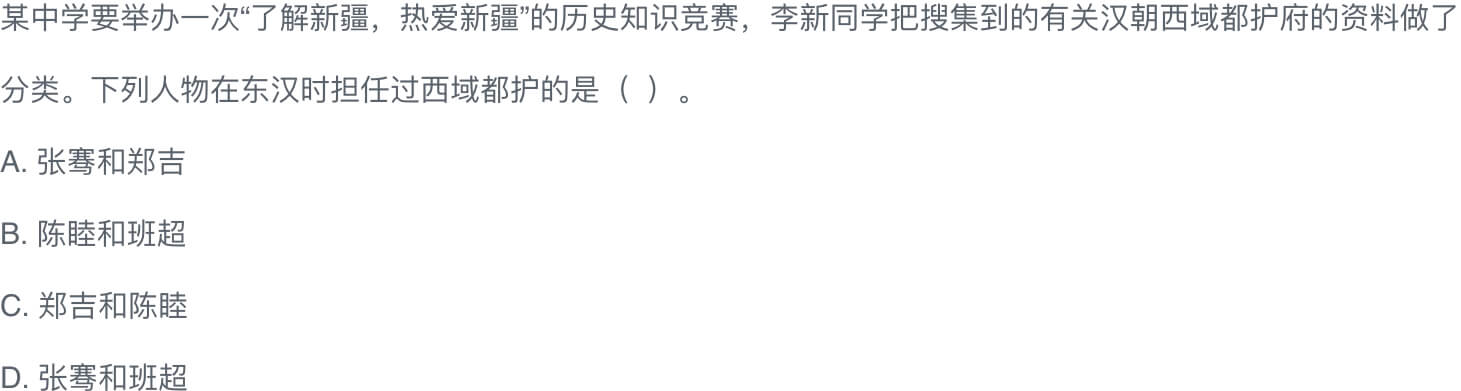 某中学要举办一次“了解新疆，热爱新疆”的历史知识竞赛，李新同学把搜集到的有关汉朝西域都护府的资料做了
分类。下列人物在东汉时担任过西域都护的是（ ）。
A. 张骞和郑吉
B. 陈睦和班超
C. 郑吉和陈睦
D. 张骞和班超